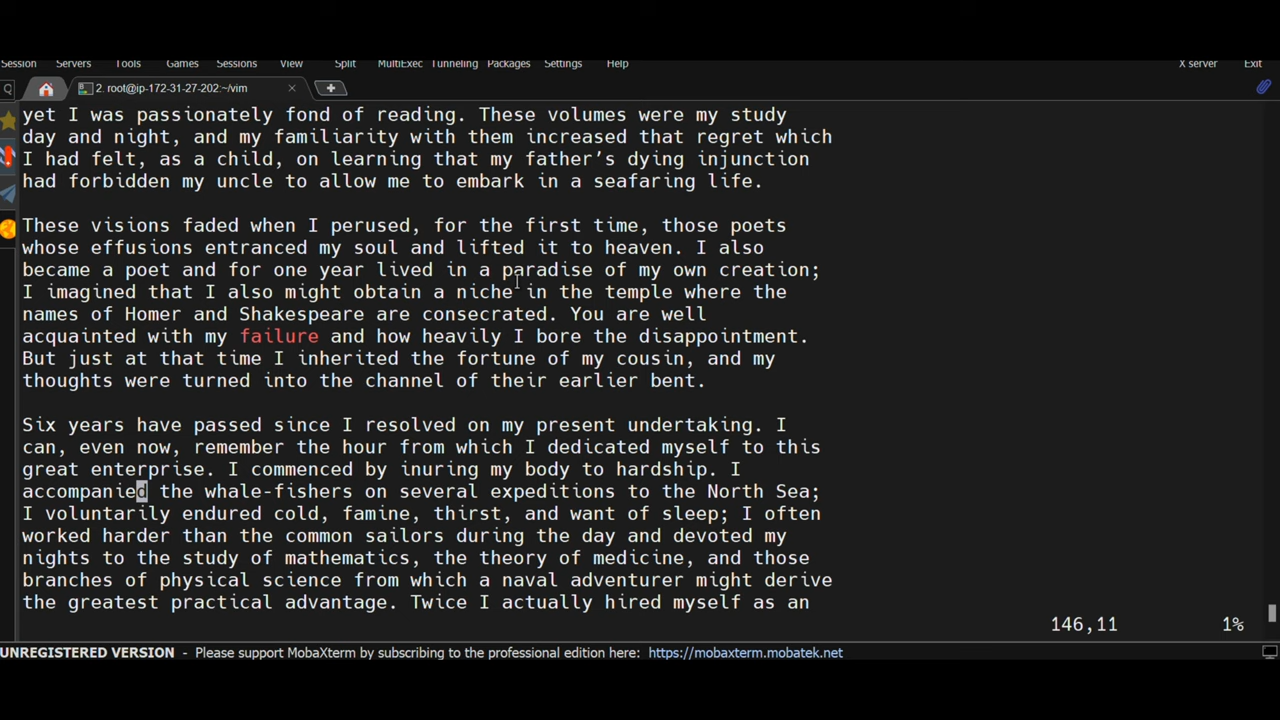 Session Servers Tools Games Sessions View Split MultiExec Tunneling Packages Settings Help X server Exit
2. root@ip-172-31-27-202:~/vim
yet I was passionately fond of reading. These volumes were my study
day and night, and my familiarity with them increased that regret which
I had felt, as a child, on learning that my father’s dying injunction
had forbidden my uncle to allow me to embark in a seafaring life.
These visions faded when I perused, for the first time, those poets
whose effusions entranced my soul and lifted it to heaven. I also
became a poet and for one year lived in a paradise of my own creation;
I imagined that I also might obtain a niche in the temple where the
names of Homer and Shakespeare are consecrated. You are well
acquainted with my failure and how heavily I bore the disappointment.
But just at that time I inherited the fortune of my cousin, and my
thoughts were turned into the channel of their earlier bent.
Six years have passed since I resolved on my present undertaking. I
can, even now, remember the hour from which I dedicated myself to this
great enterprise. I commenced by inuring my body to hardship. I
accompanied the whale-fishers on several expeditions to the North Sea;
I voluntarily endured cold, famine, thirst, and want of sleep; I often
worked harder than the common sailors during the day and devoted my
nights to the study of mathematics, the theory of medicine, and those
branches of physical science from which a naval adventurer might derive
the greatest practical advantage. Twice I actually hired myself as an
146,11 1%
UNREGISTERED VERSION - Please support MobaXterm by subscribing to the professional edition here: https://mobaxterm.mobatek.net